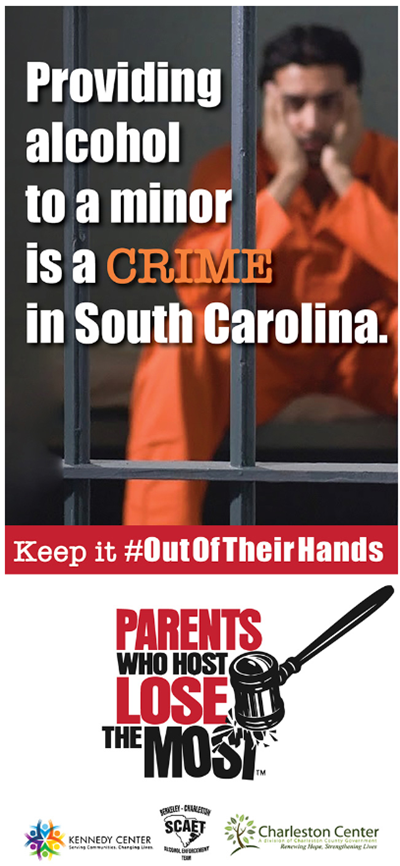 Providing
alcohol
to a minor
is a CRIME
in South Carolina.
Keep it #OutOfTheirHands
PARENTS
WHO HOST
LOSE
THE MOST™
KENNEDY CENTER
Serving Communities. Changing Lives.
BERKELEY - CHARLESTON
SCAET
ALCOHOL ENFORCEMENT
TEAM
Charleston Center
A division of Charleston County Government
Renewing Hope, Strengthening Lives